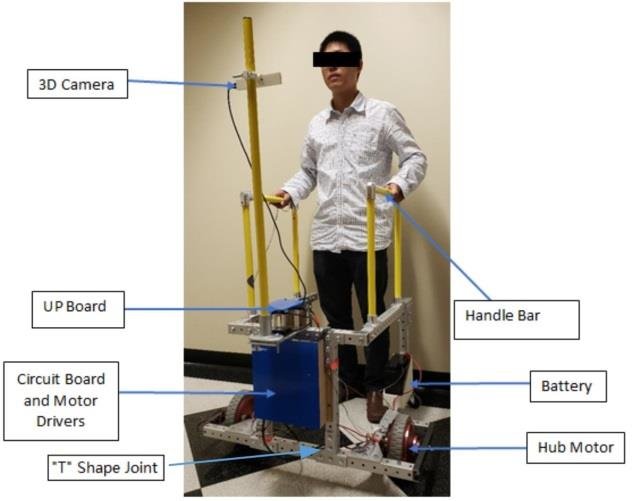 3D Camera
UP Board
Handle Bar
Circuit Board
and Motor
Drivers
Battery
"T" Shape Joint
Hub Motor